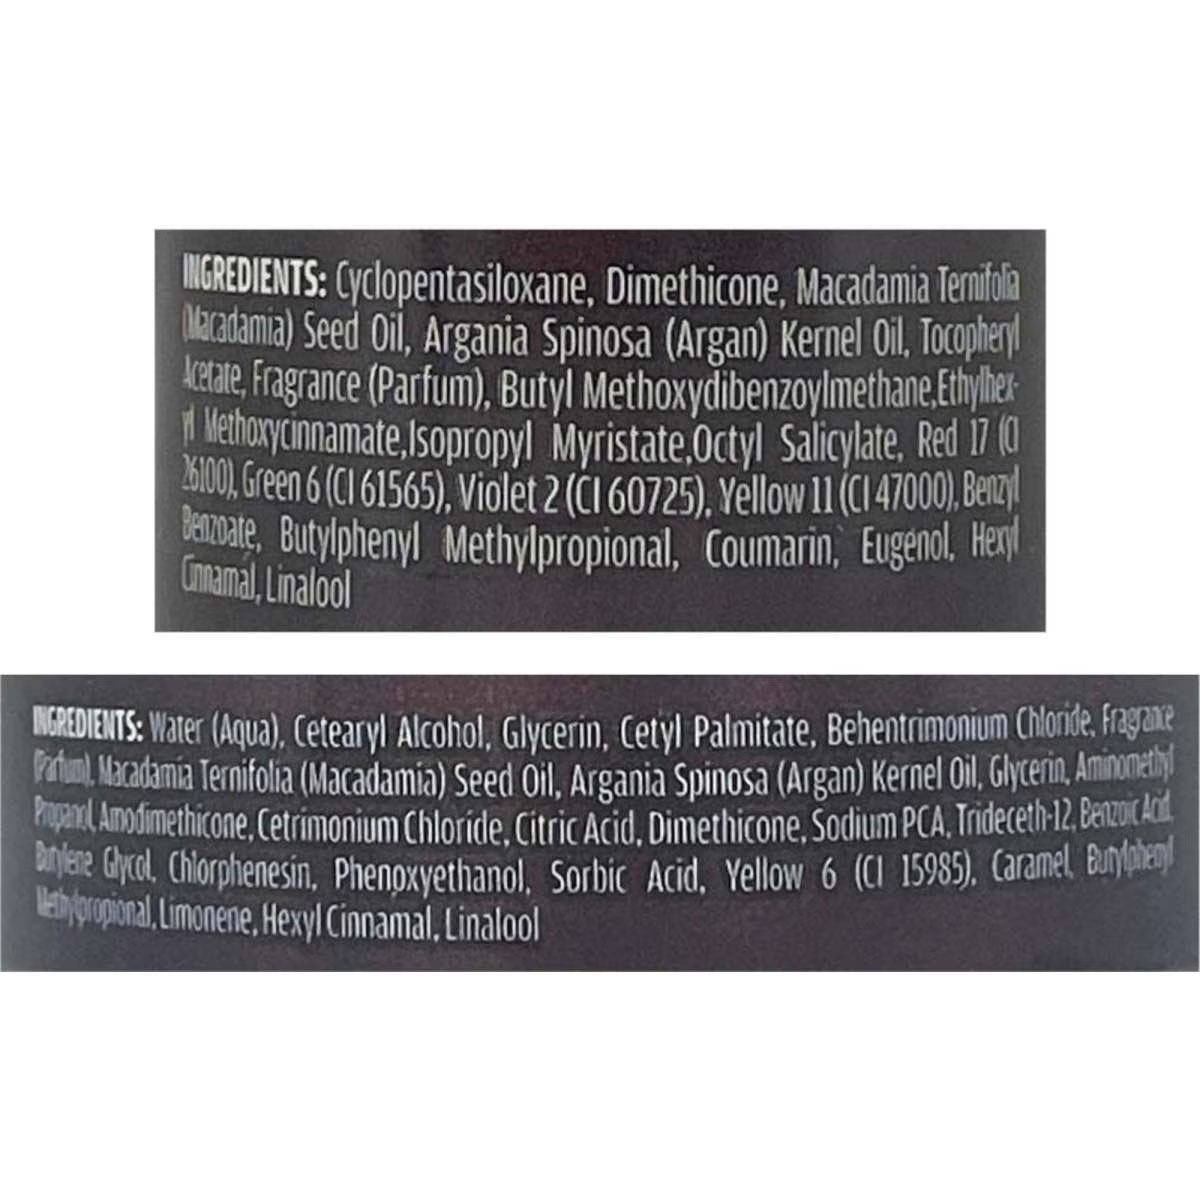 INGREDIENTS: Cyclopentasiloxane, Dimethicone, Macadamia Ternifolia
(Macadamia) Seed Oil, Argania Spinosa (Argan) Kernel Oil, Tocopheryl
Acetate, Fragrance (Parfum), Butyl Methoxydibenzoylmethane,Ethylhex-
yl Methoxycinnamate,Isopropyl Myristate,Octyl Salicylate, Red 17 (CI
26100), Green 6 (CI 61565), Violet 2 (CI 60725), Yellow 11 (CI 47000), Benzyl
Benzoate, Butylphenyl Methylpropional, Coumarin, Eugenol, Hexyl
Cinnamal, Linalool
INGREDIENTS: Water (Aqua), Cetearyl Alcohol, Glycerin, Cetyl Palmitate, Behentrimonium Chloride, Fragrance
(Parfum), Macadamia Ternifolia (Macadamia) Seed Oil, Argania Spinosa (Argan) Kernel Oil, Glycerin, Aminomethyl
Propanol, Amodimethicone, Cetrimonium Chloride, Citric Acid, Dimethicone, Sodium PCA, Trideceth-12, Benzoic Acid,
Butylene Glycol, Chlorphenesin, Phenoxyethanol, Sorbic Acid, Yellow 6 (CI 15985), Caramel, Butylphenyl
Methylpropional, Limonene, Hexyl Cinnamal, Linalool